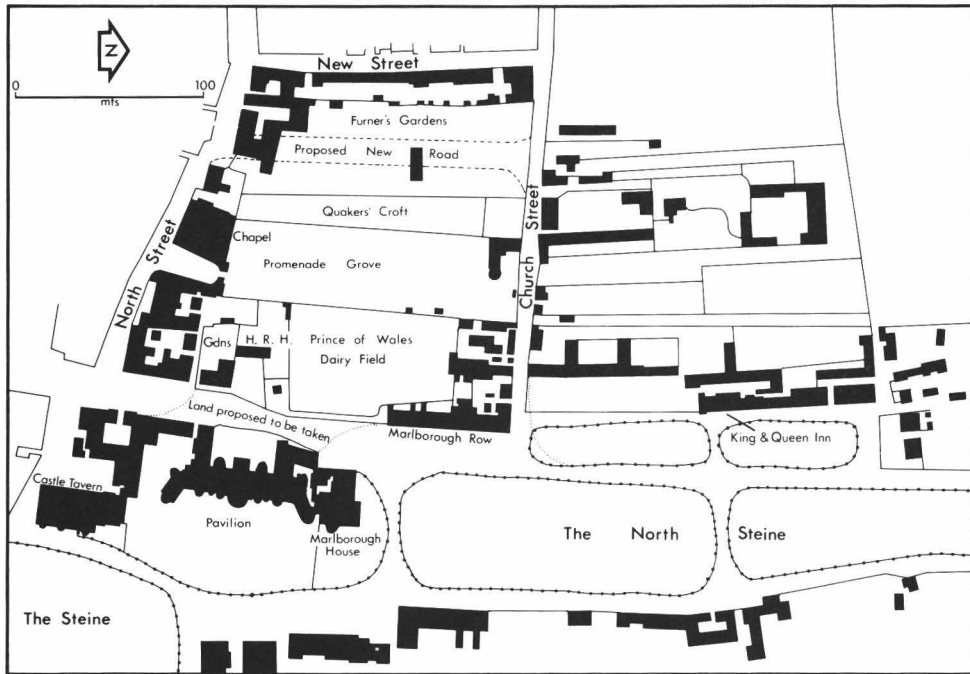 N
0 100
mts
New Street
Furner's Gardens
Proposed New Road
Quakers' Croft
Chapel
Promenade Grove
North Street
Church Street
Gdns
H.R.H. Prince of Wales
Dairy Field
Land proposed to be taken
Marlborough Row
King & Queen Inn
Castle Tavern
Pavilion
Marlborough
House
The North Steine
The Steine